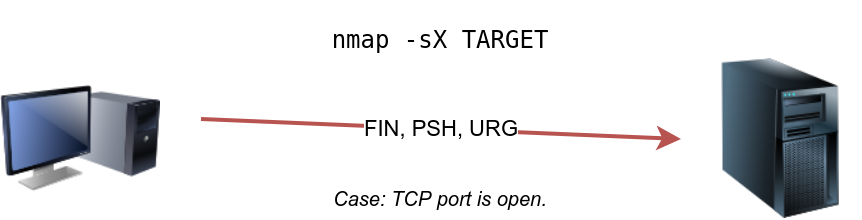 nmap -sX TARGET
FIN, PSH, URG
Case: TCP port is open.